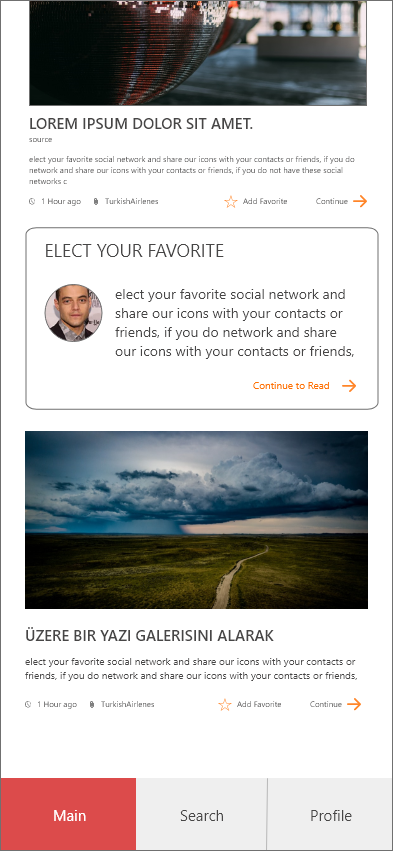 LOREM IPSUM DOLOR SIT AMET.
source
elect your favorite social network and share our icons with your contacts or friends, if you do
network and share our icons with your contacts or friends, if you do not have these social
networks c
1 Hour ago TurkishAirlenes Add Favorite Continue
ELECT YOUR FAVORITE
elect your favorite social network and
share our icons with your contacts or
friends, if you do network and share
our icons with your contacts or friends,
Continue to Read
ÜZERE BIR YAZI GALERISINI ALARAK
elect your favorite social network and share our icons with your contacts or
friends, if you do network and share our icons with your contacts or friends,
1 Hour ago TurkishAirlenes Add Favorite Continue
Main Search Profile